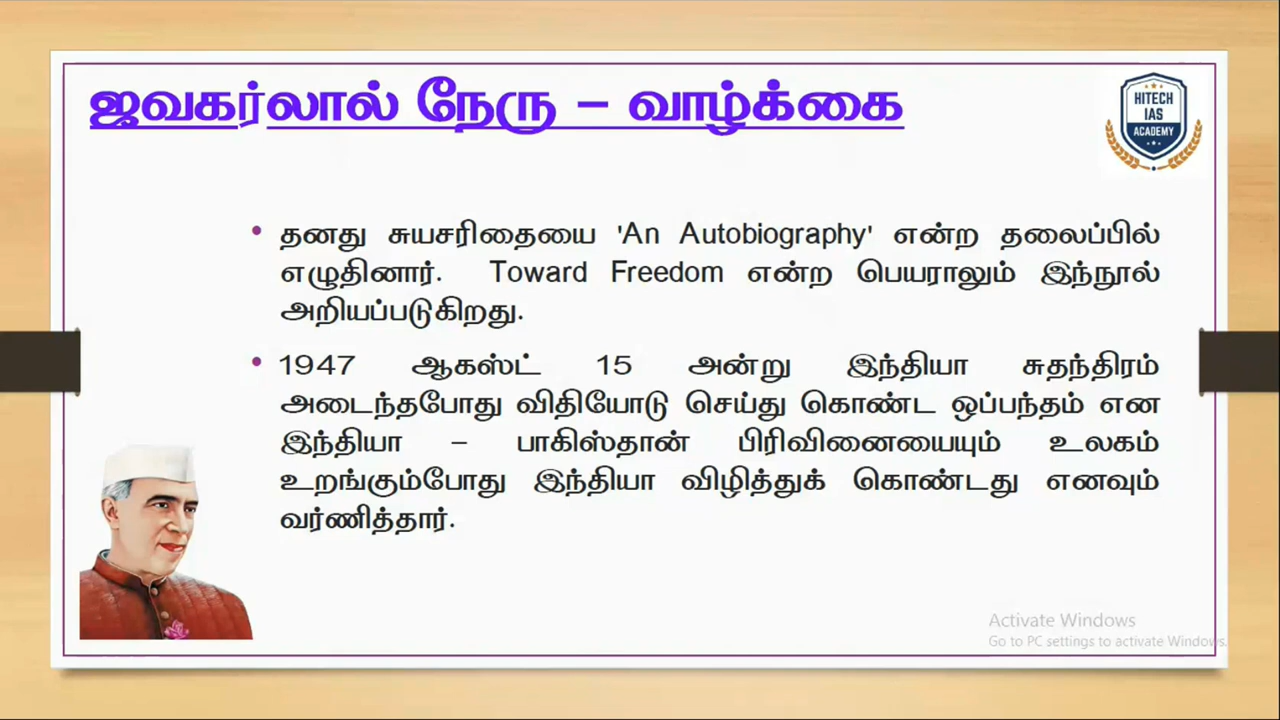 ஜவகர்லால் நேரு – வாழ்க்கை
HITECH
IAS
ACADEMY
• தனது சுயசரிதையை 'An Autobiography' என்ற தலைப்பில்
எழுதினார். Toward Freedom என்ற பெயராலும் இந்நூல்
அறியப்படுகிறது.
• 1947 ஆகஸ்ட் 15 அன்று இந்தியா சுதந்திரம்
அடைந்தபோது விதியோடு செய்து கொண்ட ஒப்பந்தம் என
இந்தியா – பாகிஸ்தான் பிரிவினையையும் உலகம்
உறங்கும்போது இந்தியா விழித்துக் கொண்டது எனவும்
வர்ணித்தார்.
Activate Windows
Go to PC settings to activate Windows.